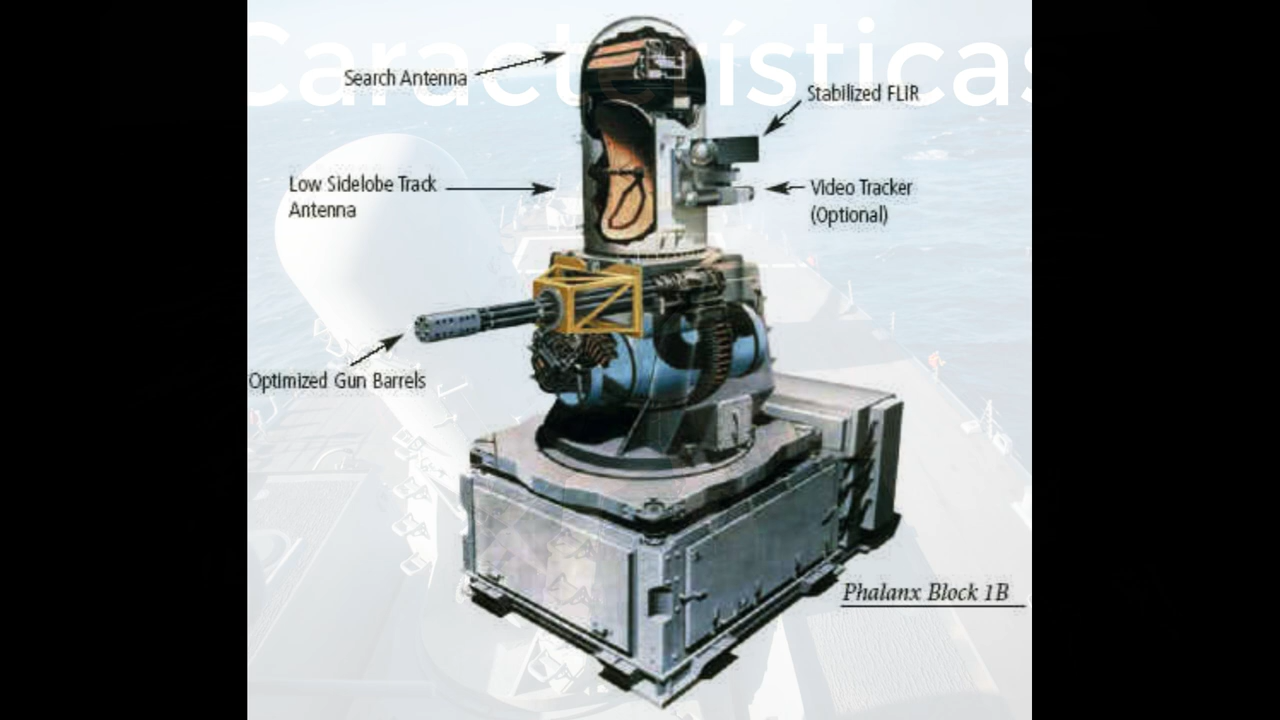 Características
Search Antenna
Stabilized FLIR
Low Sidelobe Track
Antenna
Video Tracker
(Optional)
Optimized Gun Barrels
Phalanx Block 1B